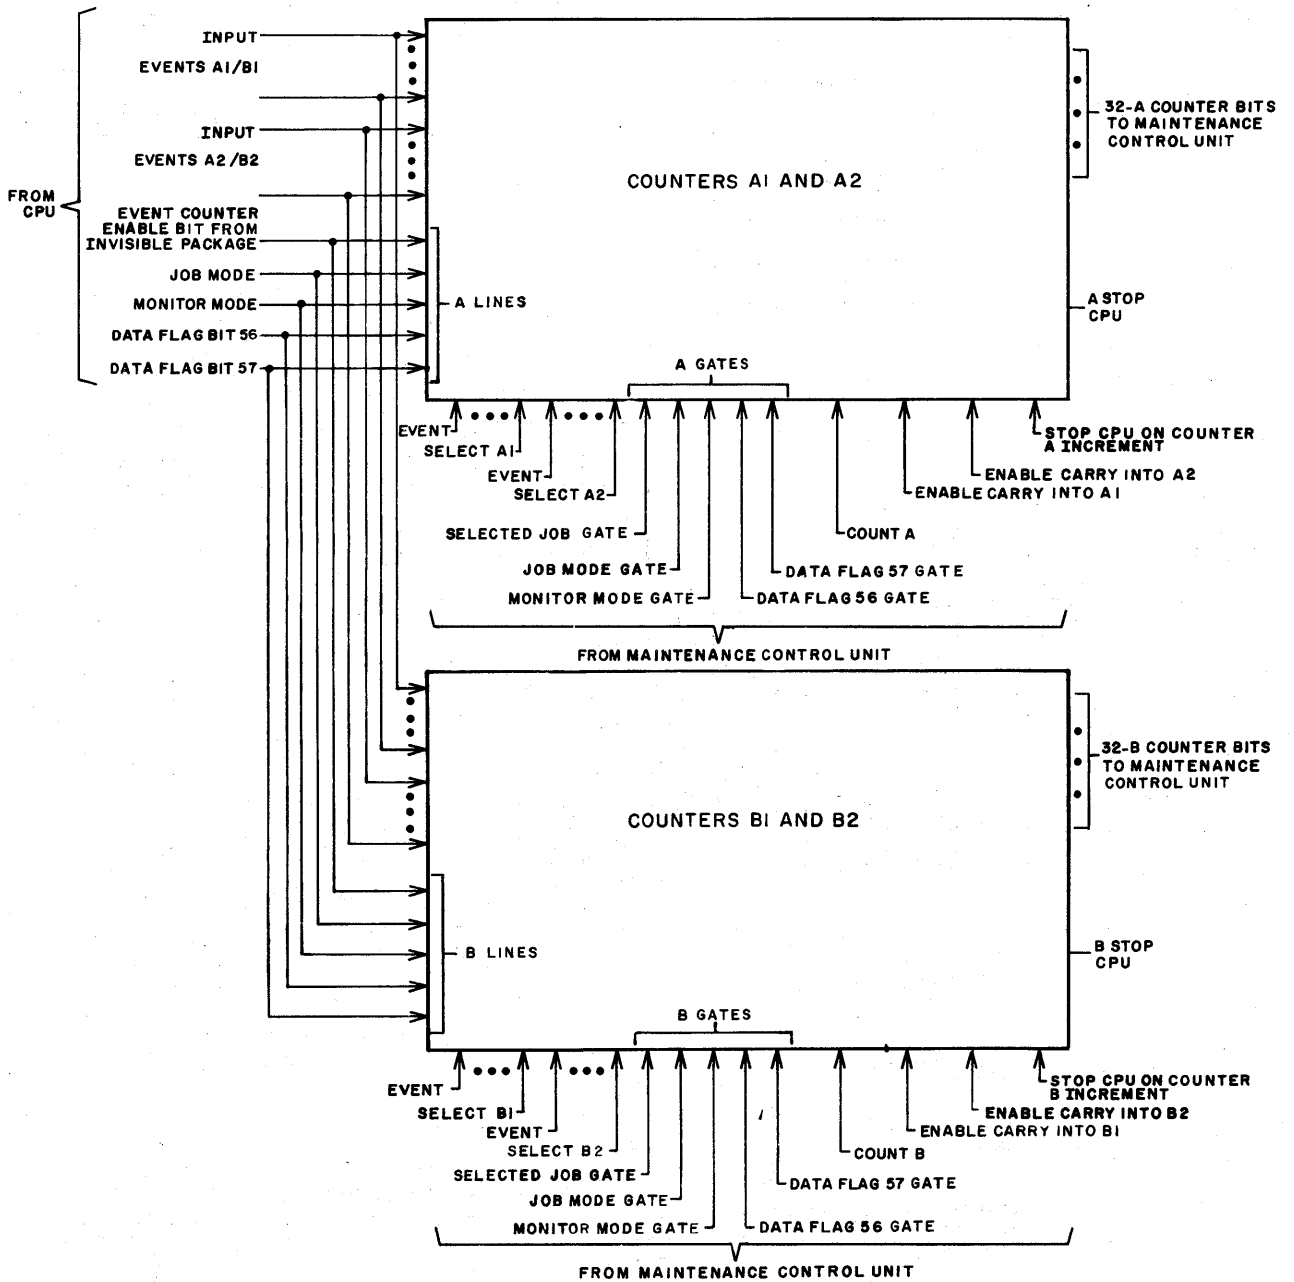 INPUT
EVENTS A1/B1
INPUT
EVENTS A2/B2
FROM
CPU
EVENT COUNTER
ENABLE BIT FROM
INVISIBLE PACKAGE
JOB MODE
MONITOR MODE
DATA FLAG BIT 56
DATA FLAG BIT 57
COUNTERS A1 AND A2
A LINES
A GATES
32-A COUNTER BITS
TO MAINTENANCE
CONTROL UNIT
A STOP
CPU
EVENT
SELECT A1
EVENT
SELECT A2
SELECTED JOB GATE
JOB MODE GATE
MONITOR MODE GATE
DATA FLAG 56 GATE
DATA FLAG 57 GATE
COUNT A
ENABLE CARRY INTO A1
ENABLE CARRY INTO A2
STOP CPU ON COUNTER
A INCREMENT
FROM MAINTENANCE CONTROL UNIT
COUNTERS B1 AND B2
B LINES
B GATES
32-B COUNTER BITS
TO MAINTENANCE
CONTROL UNIT
B STOP
CPU
EVENT
SELECT B1
EVENT
SELECT B2
SELECTED JOB GATE
JOB MODE GATE
MONITOR MODE GATE
DATA FLAG 56 GATE
DATA FLAG 57 GATE
COUNT B
ENABLE CARRY INTO B1
ENABLE CARRY INTO B2
STOP CPU ON COUNTER
B INCREMENT
FROM MAINTENANCE CONTROL UNIT